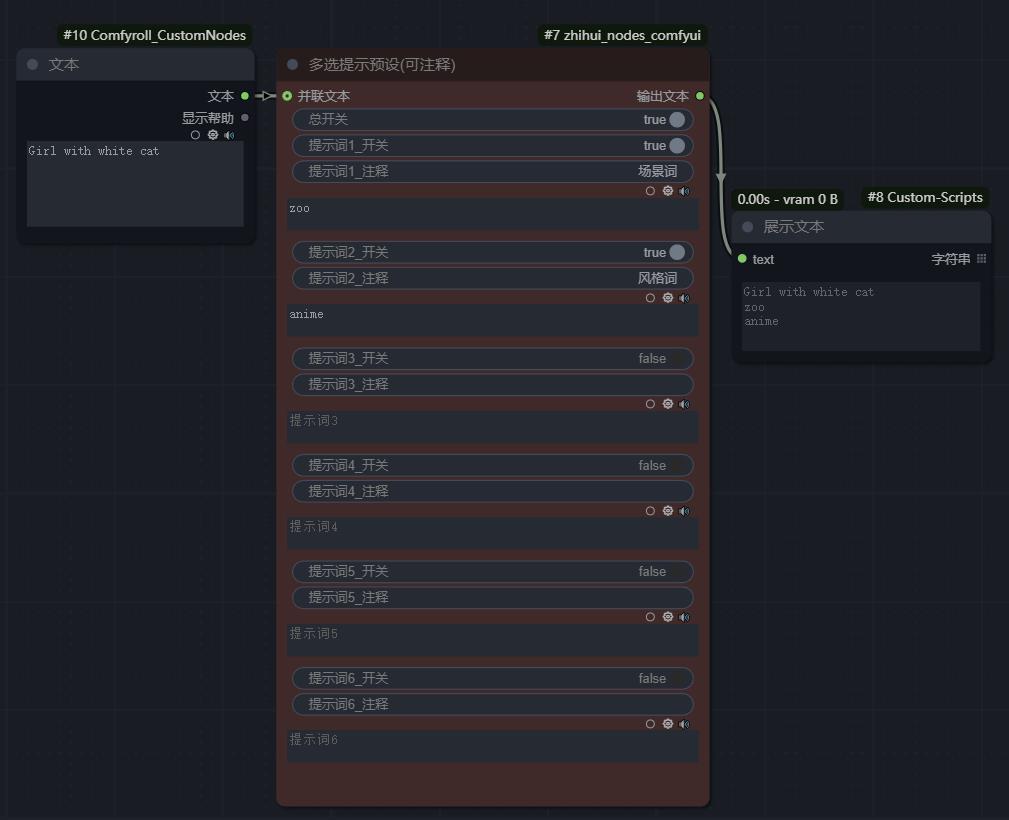 #10 Comfyroll_CustomNodes
文本
文本
显示帮助
Girl with white cat
#7 zhihui_nodes_comfyui
多选提示预设(可注释)
并联文本 输出文本
总开关 true
提示词1_开关 true
提示词1_注释 场景词
zoo
提示词2_开关 true
提示词2_注释 风格词
anime
提示词3_开关 false
提示词3_注释
提示词3
提示词4_开关 false
提示词4_注释
提示词4
提示词5_开关 false
提示词5_注释
提示词5
提示词6_开关 false
提示词6_注释
提示词6
0.00s - vram 0 B
#8 Custom-Scripts
展示文本
text 字符串
Girl with white cat
zoo
anime